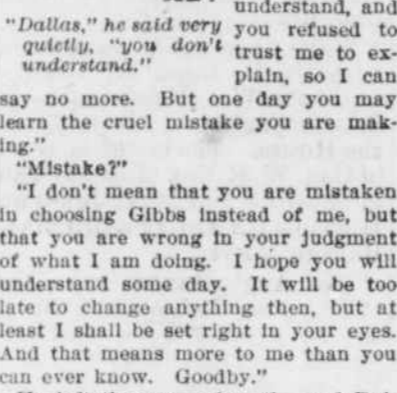 "Dallas," he said very
quietly, "you don't
understand."
understand, and
you refused to
trust me to ex-
plain, so I can
say no more. But one day you may
learn the cruel mistake you are mak-
ing."
"Mistake?"
"I don't mean that you are mistaken
in choosing Gibbs instead of me, but
that you are wrong in your judgment
of what I am doing. I hope you will
understand some day. It will be too
late to change anything then, but at
least I shall be set right in your eyes.
And that means more to me than you
can ever know. Goodby."